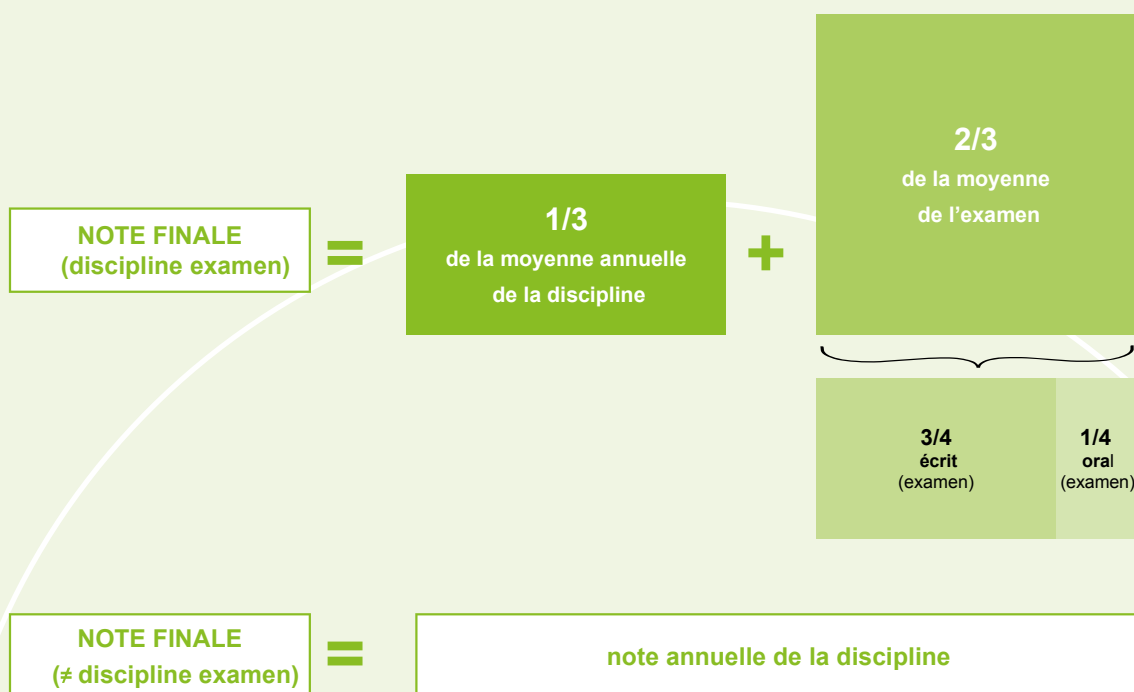 2/3
de la moyenne
de l'examen
NOTE FINALE
(discipline examen)
=
1/3
de la moyenne annuelle
de la discipline
+
3/4
écrit
(examen)
1/4
oral
(examen)
NOTE FINALE
(≠ discipline examen)
=
note annuelle de la discipline